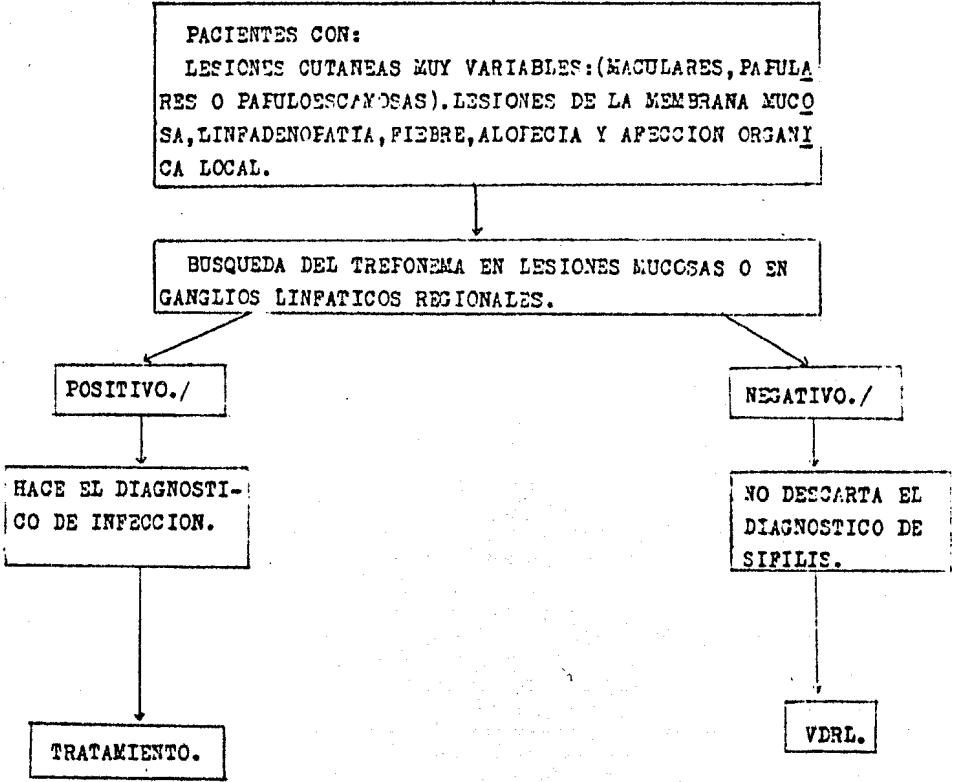 PACIENTES CON:
LESIONES CUTANEAS MUY VARIABLES:(MACULARES,PAPULA
RES O PAPULOESCAMOSAS).LESIONES DE LA MEMBRANA MUCO
SA,LINFADENOPATIA,FIEBRE,ALOPECIA Y AFECCION ORGANI
CA LOCAL.
BUSQUEDA DEL TREPONEMA EN LESIONES MUCOSAS O EN
GANGLIOS LINFATICOS REGIONALES.
POSITIVO./
NEGATIVO./
HACE EL DIAGNOSTI-
CO DE INFECCION.
NO DESCARTA EL
DIAGNOSTICO DE
SIFILIS.
TRATAMIENTO.
VDRL.